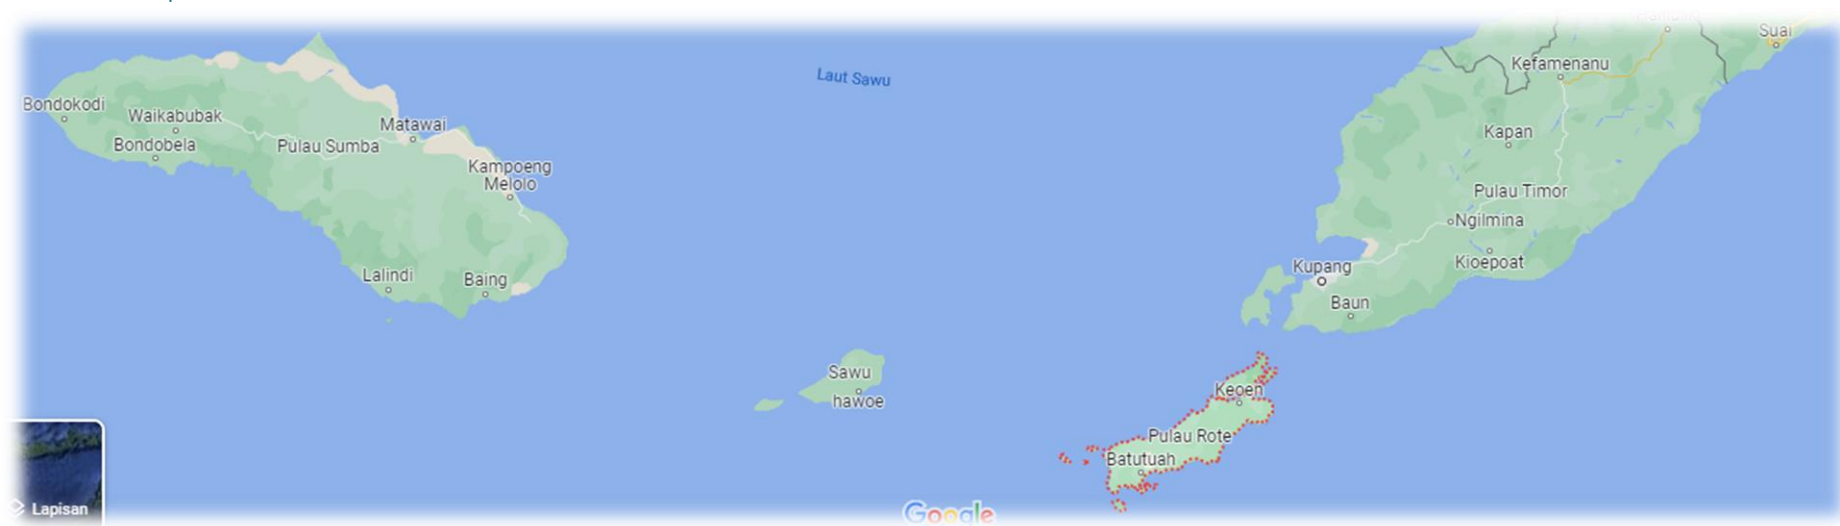 Suai
Kefamenanu
Laut Sawu
Bondokodi
Waikabubak
Matawai
Kapan
Bondobela
Pulau Sumba
Kampoeng
Melolo
Pulau Timor
Ngilmina
Lalindi
Baing
Kupang
Kioepoat
Baun
Sawu
hawoe
Keoen
Pulau Rote
Batutuah
Lapisan
Google